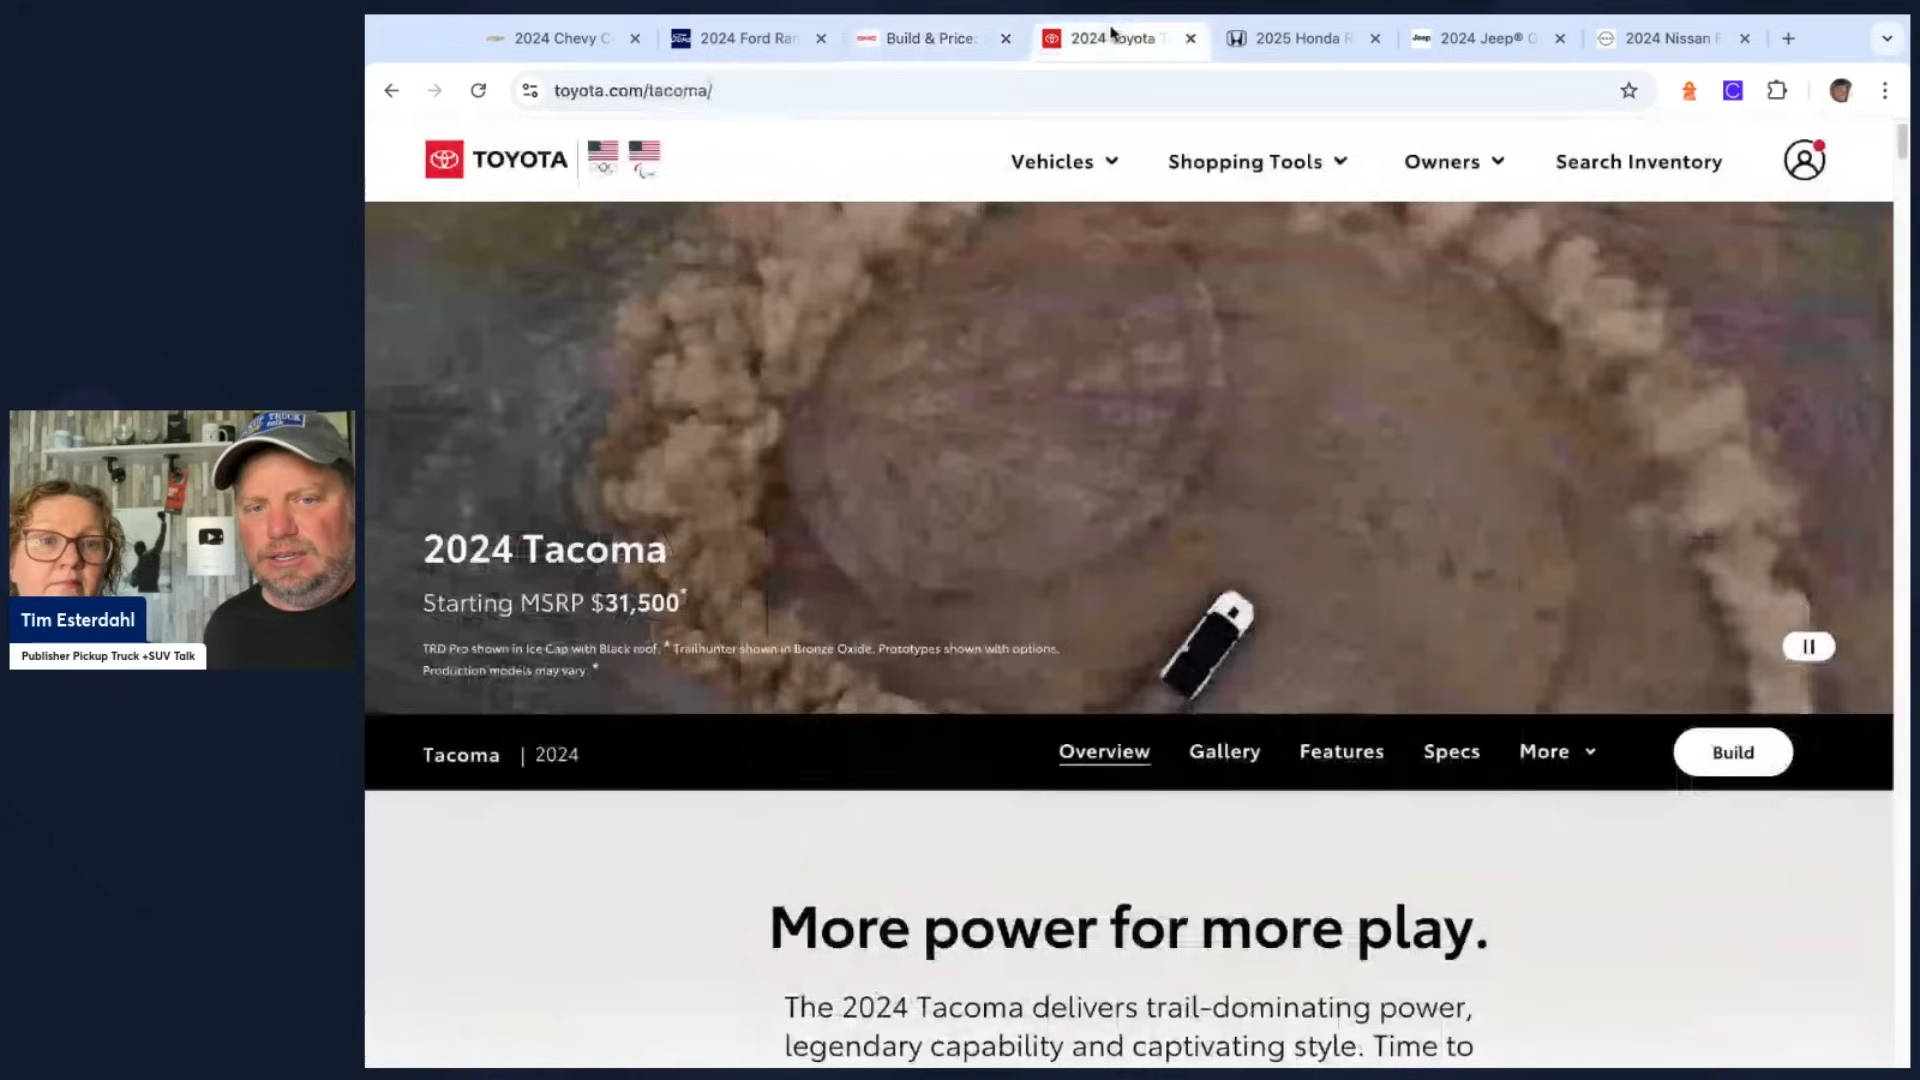 2024 Chevy C
2024 Ford Ran
GMC Build & Price:
2024 Toyota T
2025 Honda R
Jeep 2024 Jeep® G
2024 Nissan F
toyota.com/tacoma/
TOYOTA
Vehicles
Shopping Tools
Owners
Search Inventory
2024 Tacoma
Starting MSRP $31,500*
TRD Pro shown in Ice Cap with Black roof. * Trailhunter shown in Bronze Oxide. Prototypes shown with options.
Production models may vary. *
TRUCK
Talk
Tim Esterdahl
Publisher Pickup Truck +SUV Talk
Tacoma | 2024
Overview
Gallery
Features
Specs
More
Build
More power for more play.
The 2024 Tacoma delivers trail-dominating power,
legendary capability and captivating style. Time to